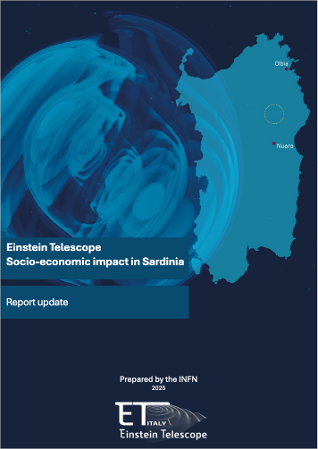 Olbia
Nuoro
Einstein Telescope
Socio-economic impact in Sardinia
Report update
Prepared by the INFN
2025
ET
ITALY
Einstein Telescope